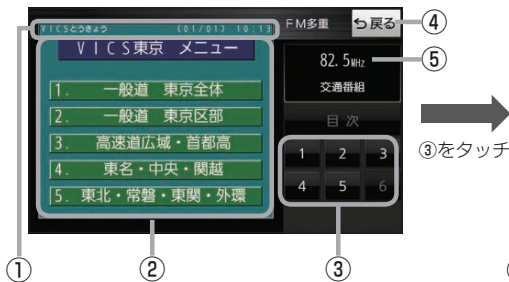 VICSとうきょう (01/01) 10:13
FM多重
戻る
④
VICS東京 メニュー
82.5MHz
⑤
交通番組
1. 一般道 東京全体
目次
2. 一般道 東京区部
3. 高速道広域・首都高
1 2 3
③をタッチ
4. 東名・中央・関越
4 5 6
5. 東北・常磐・東関・外環
① ② ③